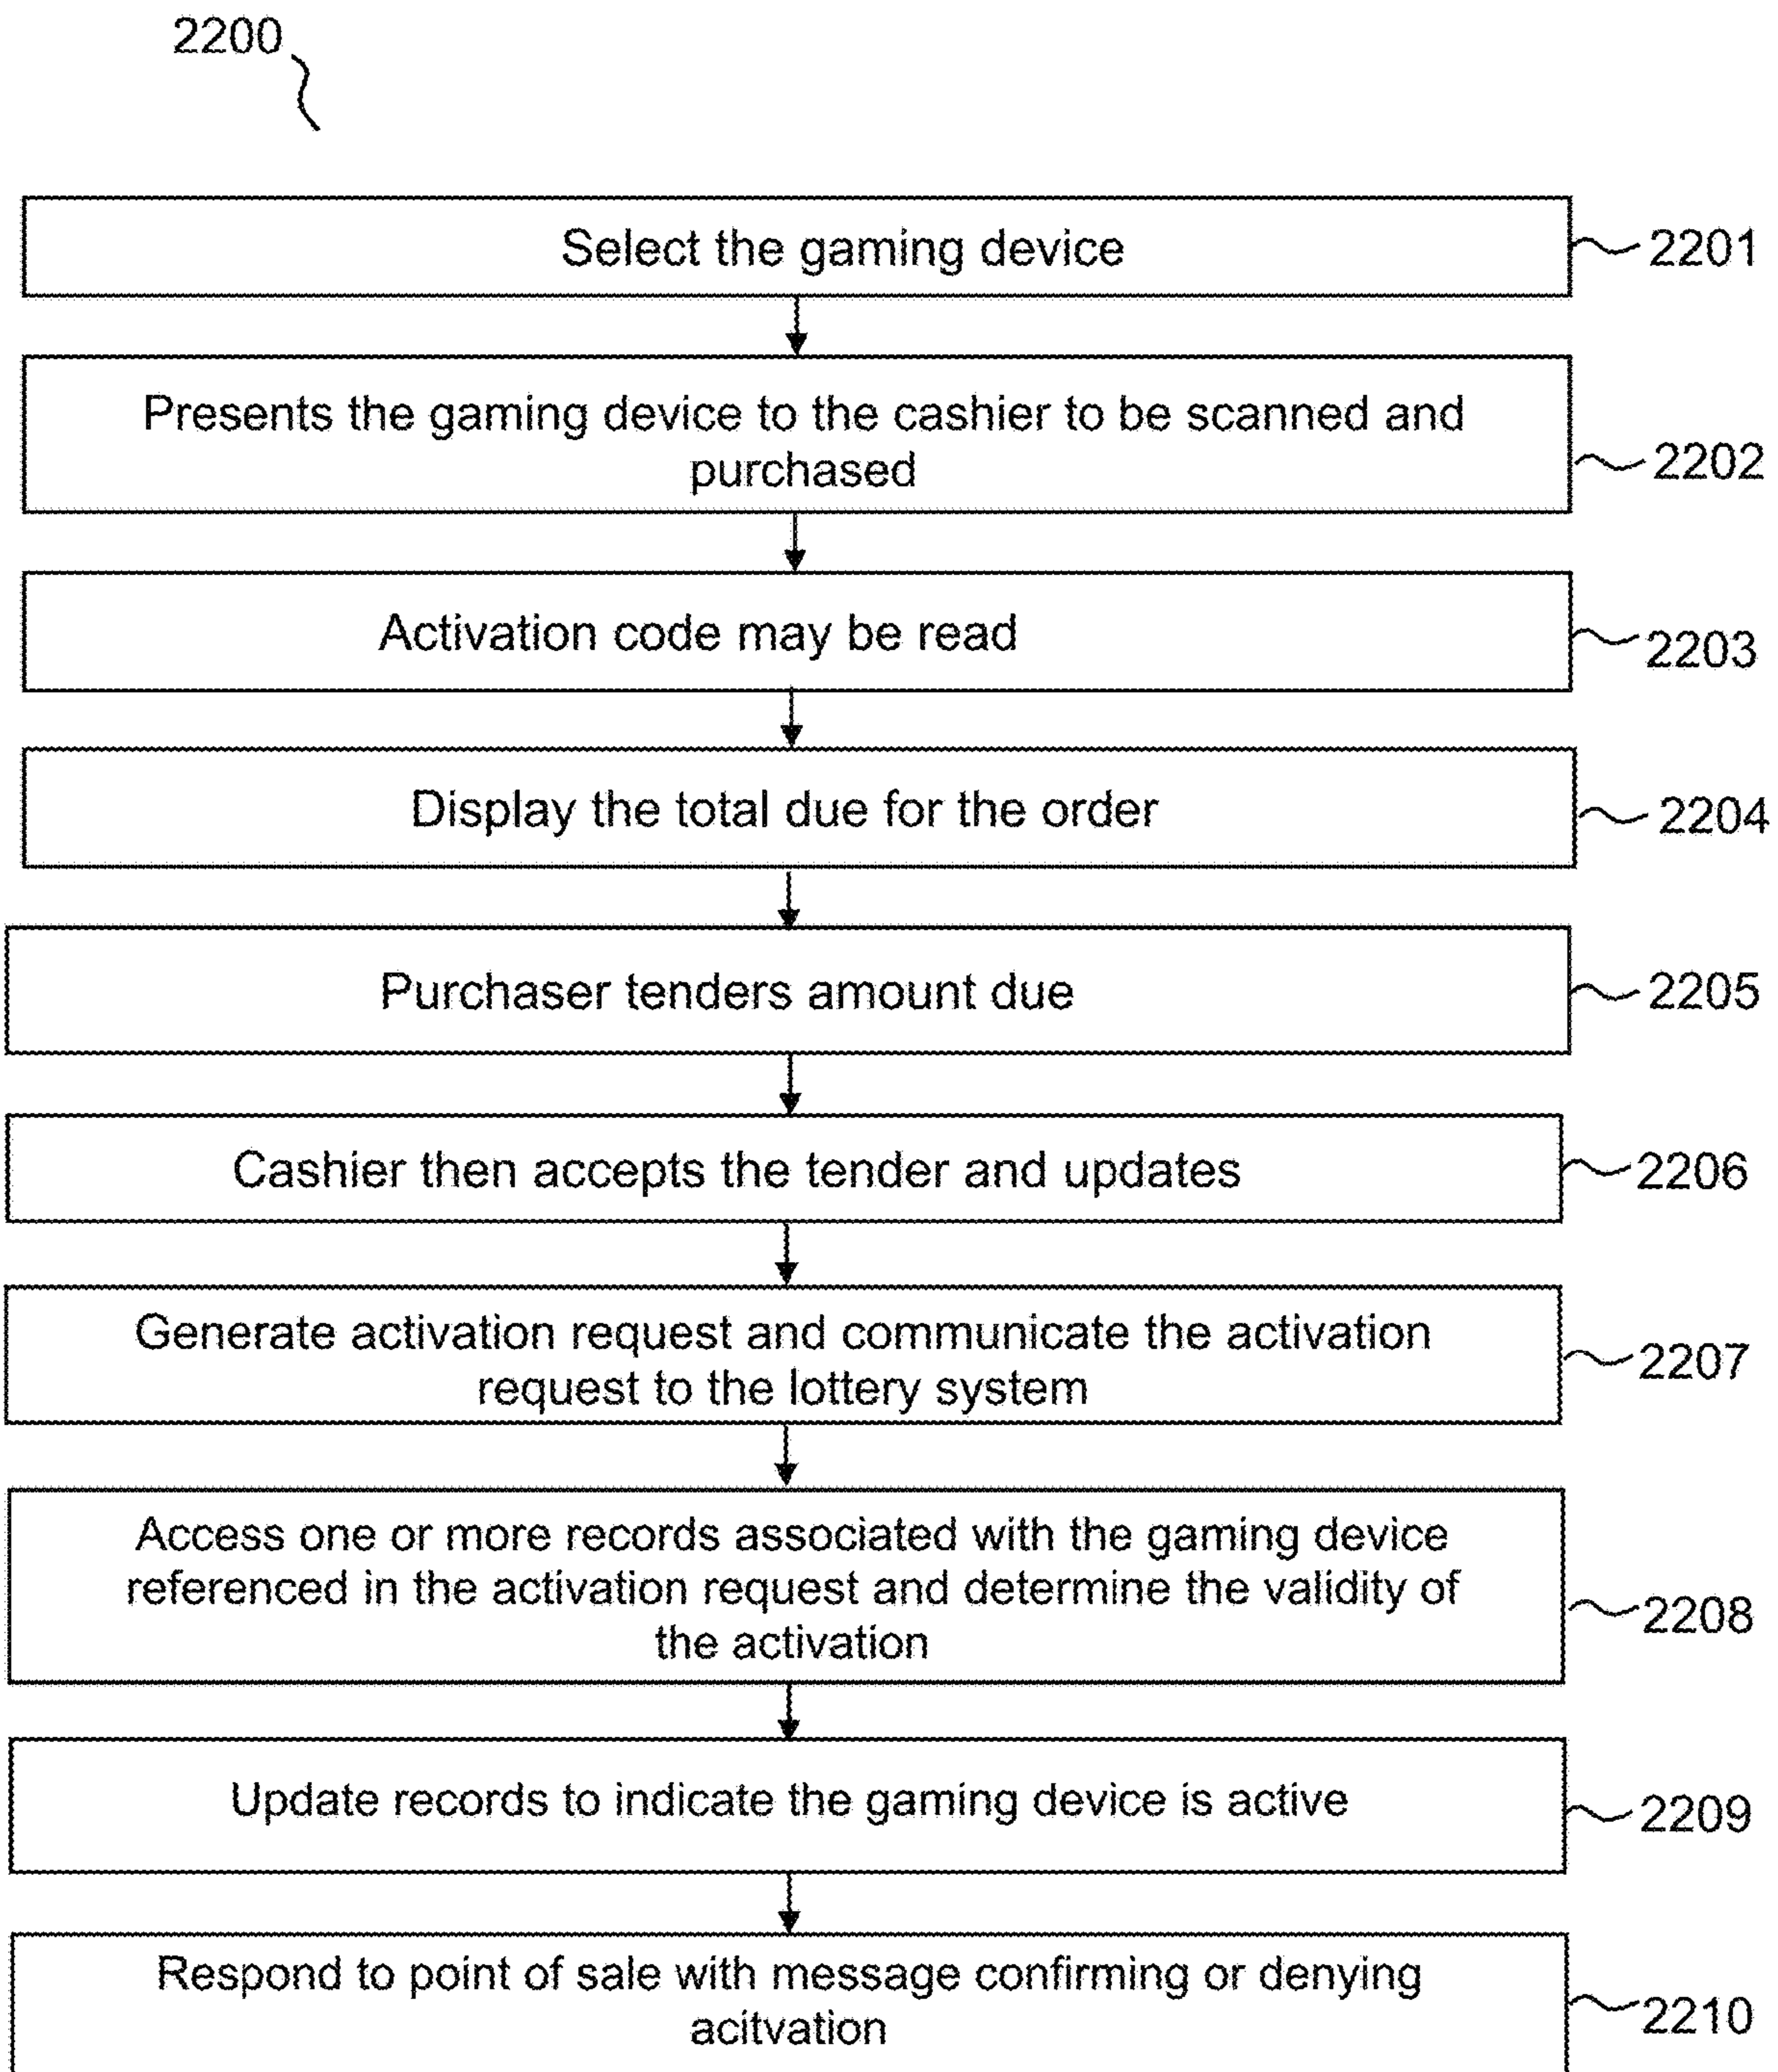 2200
Select the gaming device
2201
Presents the gaming device to the cashier to be scanned and
purchased
2202
Activation code may be read
2203
Display the total due for the order
2204
Purchaser tenders amount due
2205
Cashier then accepts the tender and updates
2206
Generate activation request and communicate the activation
request to the lottery system
2207
Access one or more records associated with the gaming device
referenced in the activation request and determine the validity of
the activation
2208
Update records to indicate the gaming device is active
2209
Respond to point of sale with message confirming or denying
acitvation
2210